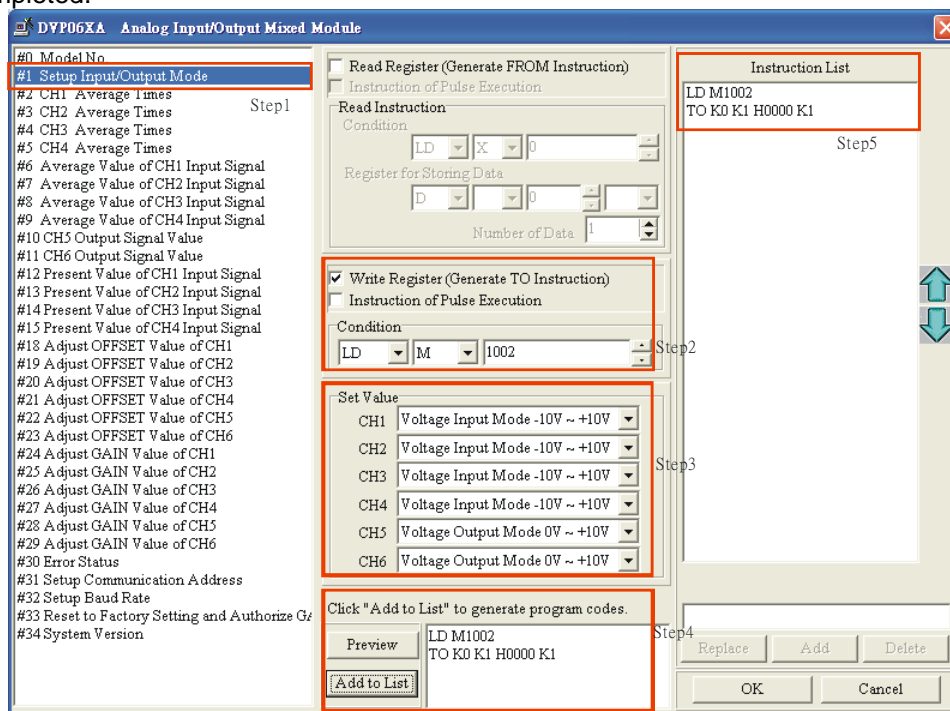 mpleted.
DVP06XA Analog Input/Output Mixed Module
#0 Model No.
#1 Setup Input/Output Mode
#2 CH1 Average Times
#3 CH2 Average Times
#4 CH3 Average Times
#5 CH4 Average Times
#6 Average Value of CH1 Input Signal
#7 Average Value of CH2 Input Signal
#8 Average Value of CH3 Input Signal
#9 Average Value of CH4 Input Signal
#10 CH5 Output Signal Value
#11 CH6 Output Signal Value
#12 Present Value of CH1 Input Signal
#13 Present Value of CH2 Input Signal
#14 Present Value of CH3 Input Signal
#15 Present Value of CH4 Input Signal
#18 Adjust OFFSET Value of CH1
#19 Adjust OFFSET Value of CH2
#20 Adjust OFFSET Value of CH3
#21 Adjust OFFSET Value of CH4
#22 Adjust OFFSET Value of CH5
#23 Adjust OFFSET Value of CH6
#24 Adjust GAIN Value of CH1
#25 Adjust GAIN Value of CH2
#26 Adjust GAIN Value of CH3
#27 Adjust GAIN Value of CH4
#28 Adjust GAIN Value of CH5
#29 Adjust GAIN Value of CH6
#30 Error Status
#31 Setup Communication Address
#32 Setup Baud Rate
#33 Reset to Factory Setting and Authorize GA
#34 System Version
Step1
Read Register (Generate FROM Instruction)
Instruction of Pulse Execution
Read Instruction
Condition
LD X 0
Register for Storing Data
D 0
Number of Data 1
Write Register (Generate TO Instruction)
Instruction of Pulse Execution
Condition
LD M 1002
Step2
Set Value
CH1 Voltage Input Mode -10V ~ +10V
CH2 Voltage Input Mode -10V ~ +10V
CH3 Voltage Input Mode -10V ~ +10V
CH4 Voltage Input Mode -10V ~ +10V
CH5 Voltage Output Mode 0V ~ +10V
CH6 Voltage Output Mode 0V ~ +10V
Step3
Click "Add to List" to generate program codes.
Preview
Add to List
LD M1002
TO K0 K1 H0000 K1
Step4
Instruction List
LD M1002
TO K0 K1 H0000 K1
Step5
Replace Add Delete
OK Cancel